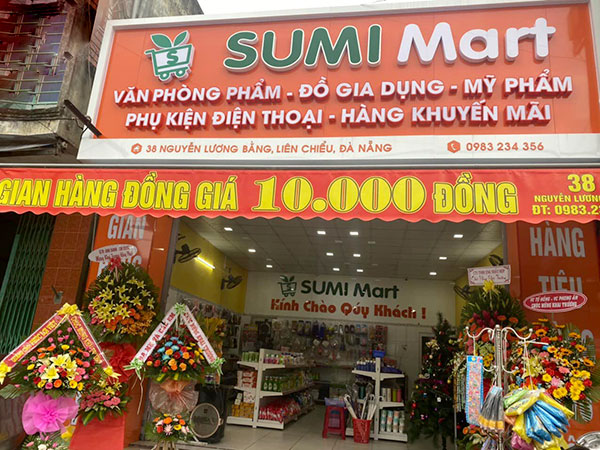 S
SUMI Mart
VĂN PHÒNG PHẨM - ĐỒ GIA DỤNG - MỸ PHẨM
PHỤ KIỆN ĐIỆN THOẠI - HÀNG KHUYẾN MÃI
38 NGUYỄN LƯƠNG BẰNG, LIÊN CHIỂU, ĐÀ NẴNG
0983 234 356
GIAN HÀNG ĐỒNG GIÁ 10.000 ĐỒNG
38
NGUYỄN LƯƠNG
ĐT: 0983.23
GIAN
HÀNG
TIÊU
SUMI Mart
Kính Chào Quý Khách !